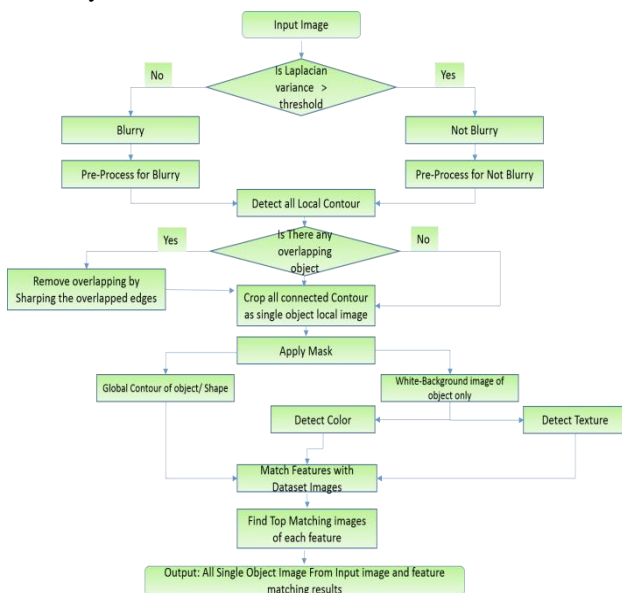 Input Image
Is Laplacian
variance >
threshold
No
Yes
Blurry
Not Blurry
Pre-Process for Blurry
Pre-Process for Not Blurry
Detect all Local Contour
Is There any
overlapping
object
Yes
No
Remove overlapping by
Sharping the overlapped edges
Crop all connected Contour
as single object local image
Apply Mask
Global Contour of object/ Shape
White-Background image of
object only
Detect Color
Detect Texture
Match Features with
Dataset Images
Find Top Matching images
of each feature
Output: All Single Object Image From Input image and feature
matching results